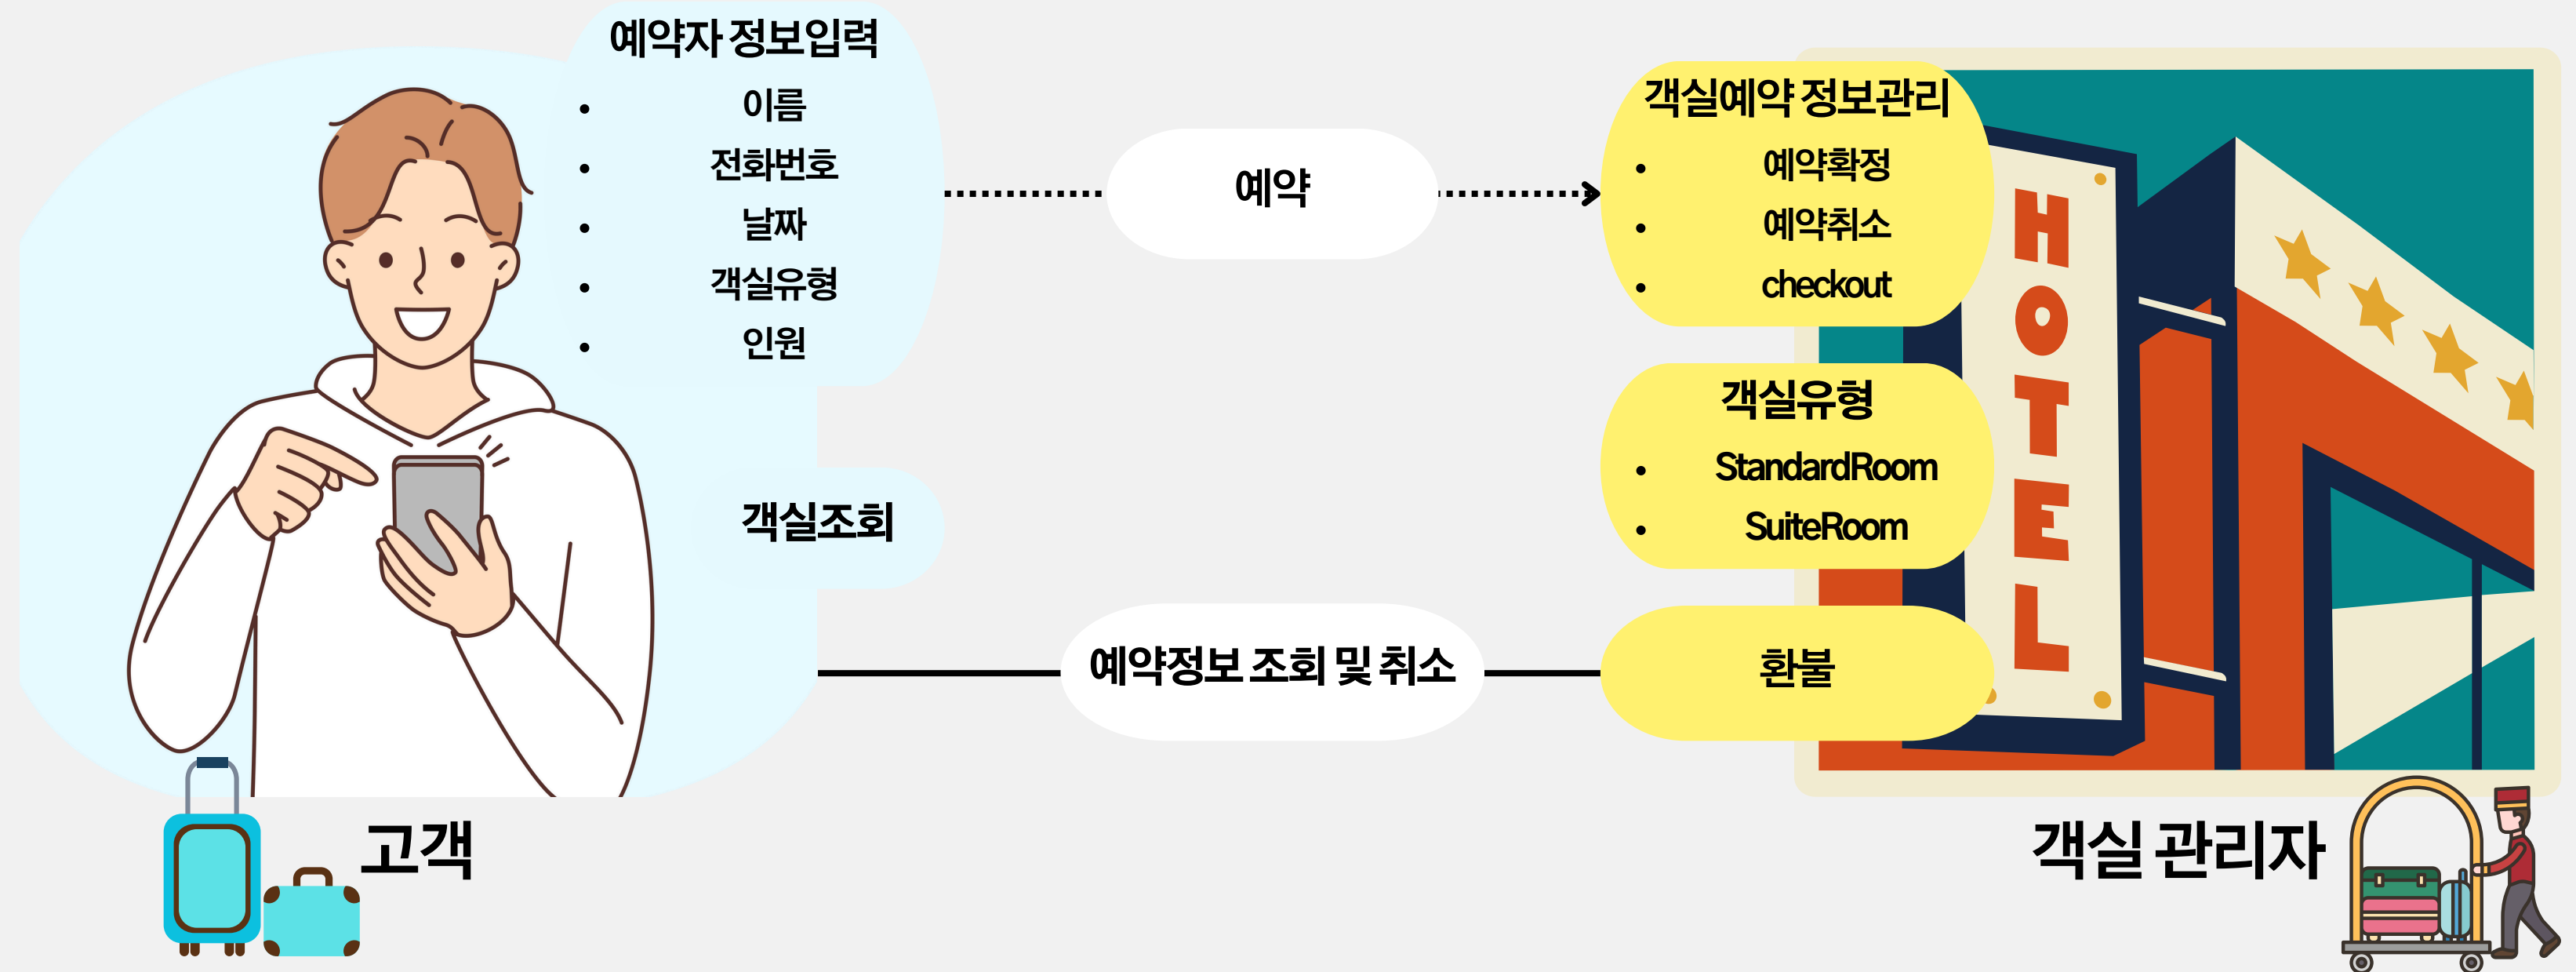 예약자 정보입력
• 이름
• 전화번호
• 날짜
• 객실유형
• 인원
객실조회
고객
예약
예약정보 조회 및 취소
객실예약 정보관리
• 예약확정
• 예약취소
• checkout
객실유형
• StandardRoom
• SuiteRoom
환불
HOTEL
객실 관리자